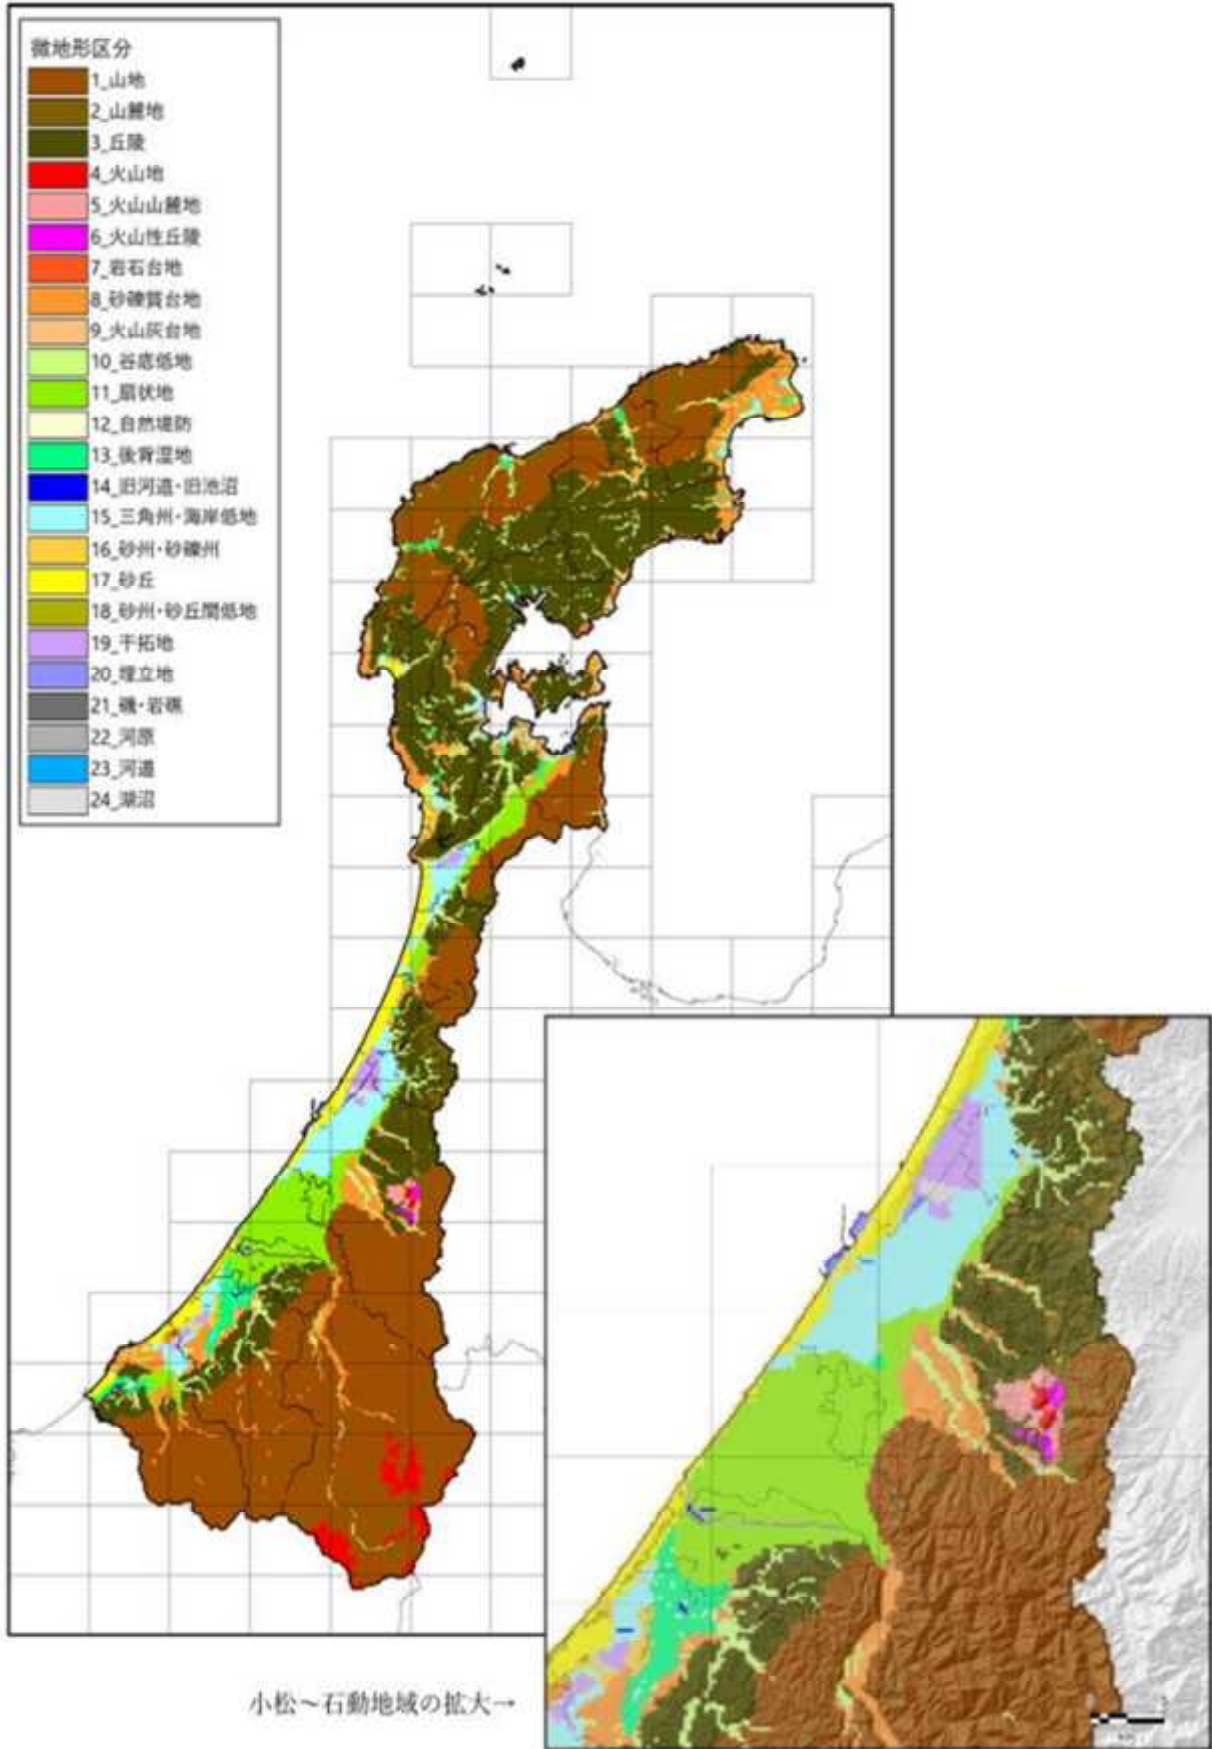 微地形区分
1_山地
2_山麓地
3_丘陵
4_火山地
5_火山山麓地
6_火山性丘陵
7_岩石台地
8_砂礫質台地
9_火山灰台地
10_谷底低地
11_扇状地
12_自然堤防
13_後背湿地
14_旧河道・旧池沼
15_三角州・海岸低地
16_砂州・砂礫州
17_砂丘
18_砂州・砂丘間低地
19_干拓地
20_埋立地
21_磯・岩礁
22_河原
23_河道
24_湖沼
小松～石動地域の拡大→